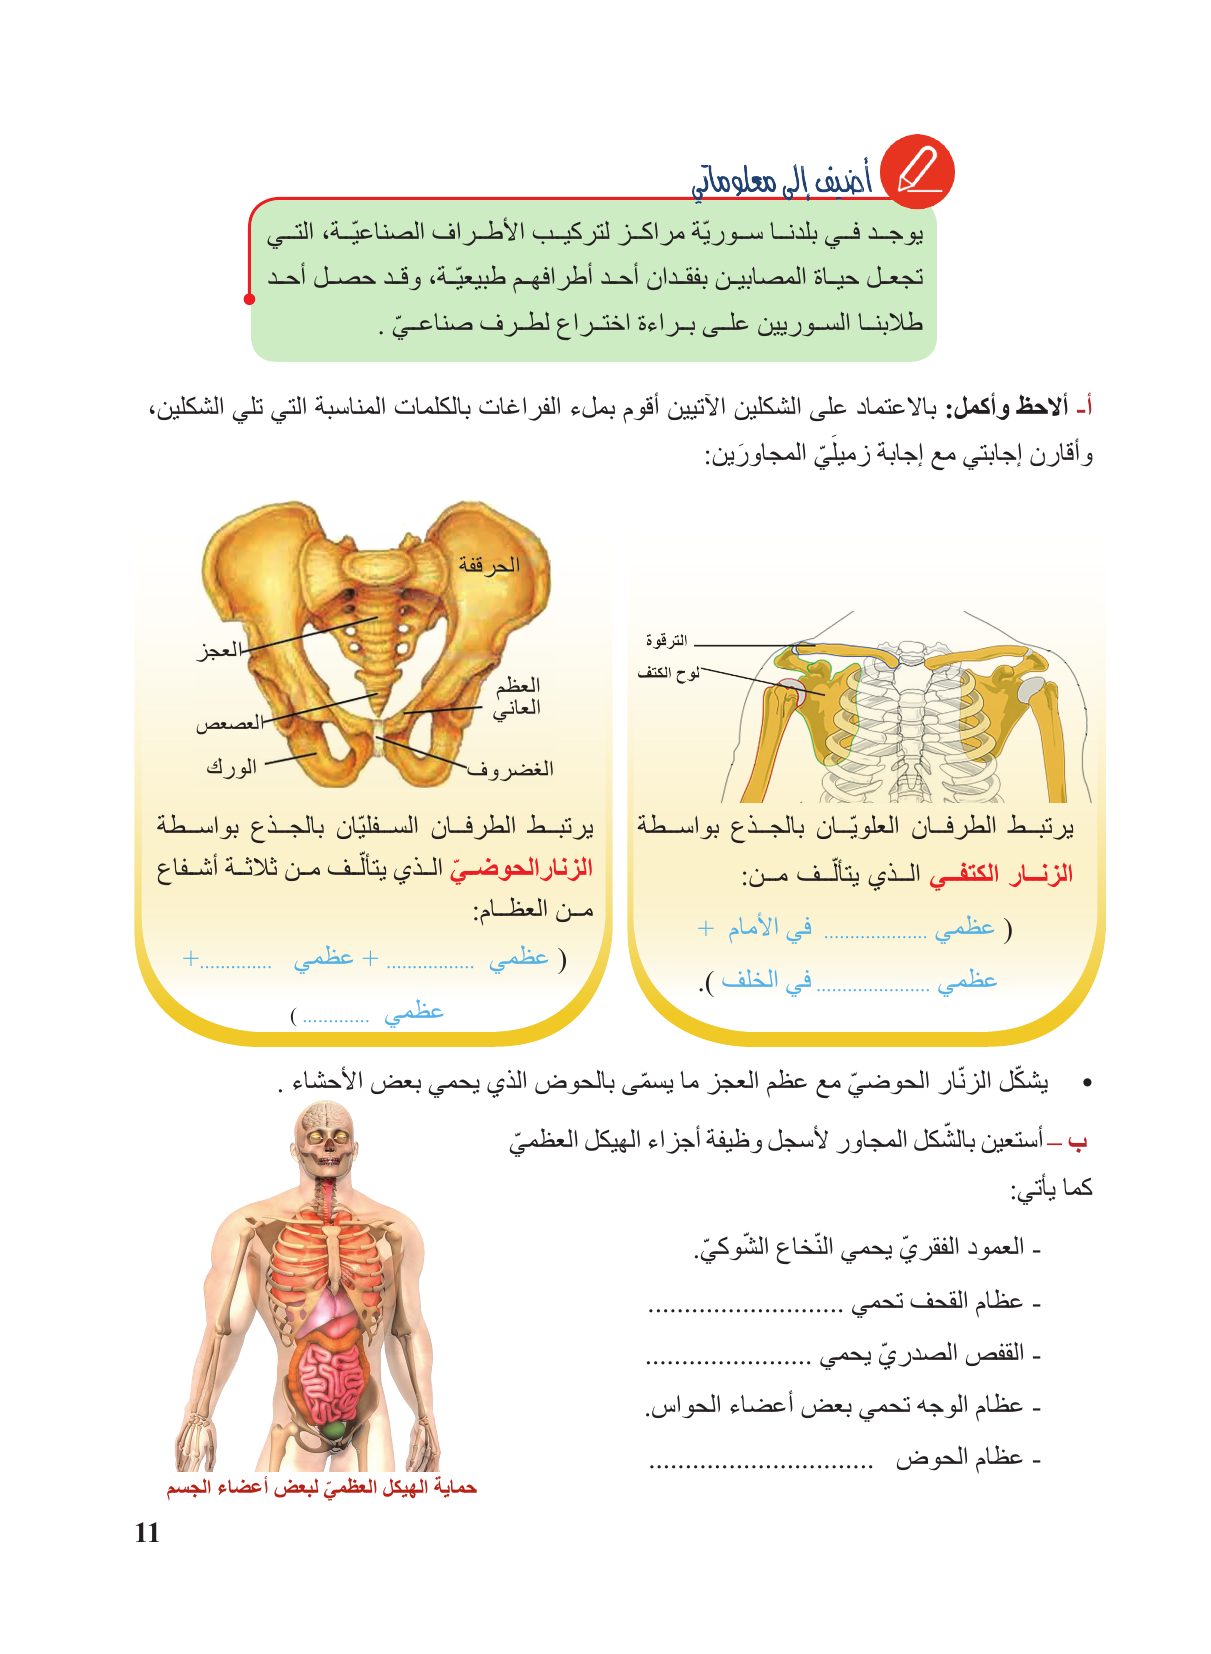 أضيف إلى معلوماتي
يوجد في بلدنا سوريّة مراكز لتركيب الأطراف الصناعيّة، التي
تجعل حياة المصابين بفقدان أحد أطرافهم طبيعيّة، وقد حصل أحد
طلابنا السوريين على براءة اختراع لطرف صناعيّ .
أ- ألاحظ وأكمل: بالاعتماد على الشكلين الآتيين أقوم بملء الفراغات بالكلمات المناسبة التي تلي الشكلين،
وأقارن إجابتي مع إجابة زميلَيّ المجاورَين:
الترقوة
لوح الكتف
يرتبط الطرفان العلويّان بالجذع بواسطة
الزنار الكتفي الذي يتألّف من:
( عظمي .................... في الأمام +
عظمي ...................... في الخلف ).
الحرقفة
العجز
العظم
العاني
العصعص
الورك
الغضروف
يرتبط الطرفان السفليّان بالجذع بواسطة
الزنارالحوضيّ الذي يتألّف من ثلاثة أشفاع
من العظام:
( عظمي ................. + عظمي ..............+
عظمي ............. )
• يشكّل الزنّار الحوضيّ مع عظم العجز ما يسمّى بالحوض الذي يحمي بعض الأحشاء .
ب – أستعين بالشّكل المجاور لأسجل وظيفة أجزاء الهيكل العظميّ
كما يأتي:
- العمود الفقريّ يحمي النّخاع الشّوكيّ.
- عظام القحف تحمي ...........................
- القفص الصدريّ يحمي .......................
- عظام الوجه تحمي بعض أعضاء الحواس.
- عظام الحوض ...............................
حماية الهيكل العظميّ لبعض أعضاء الجسم
11